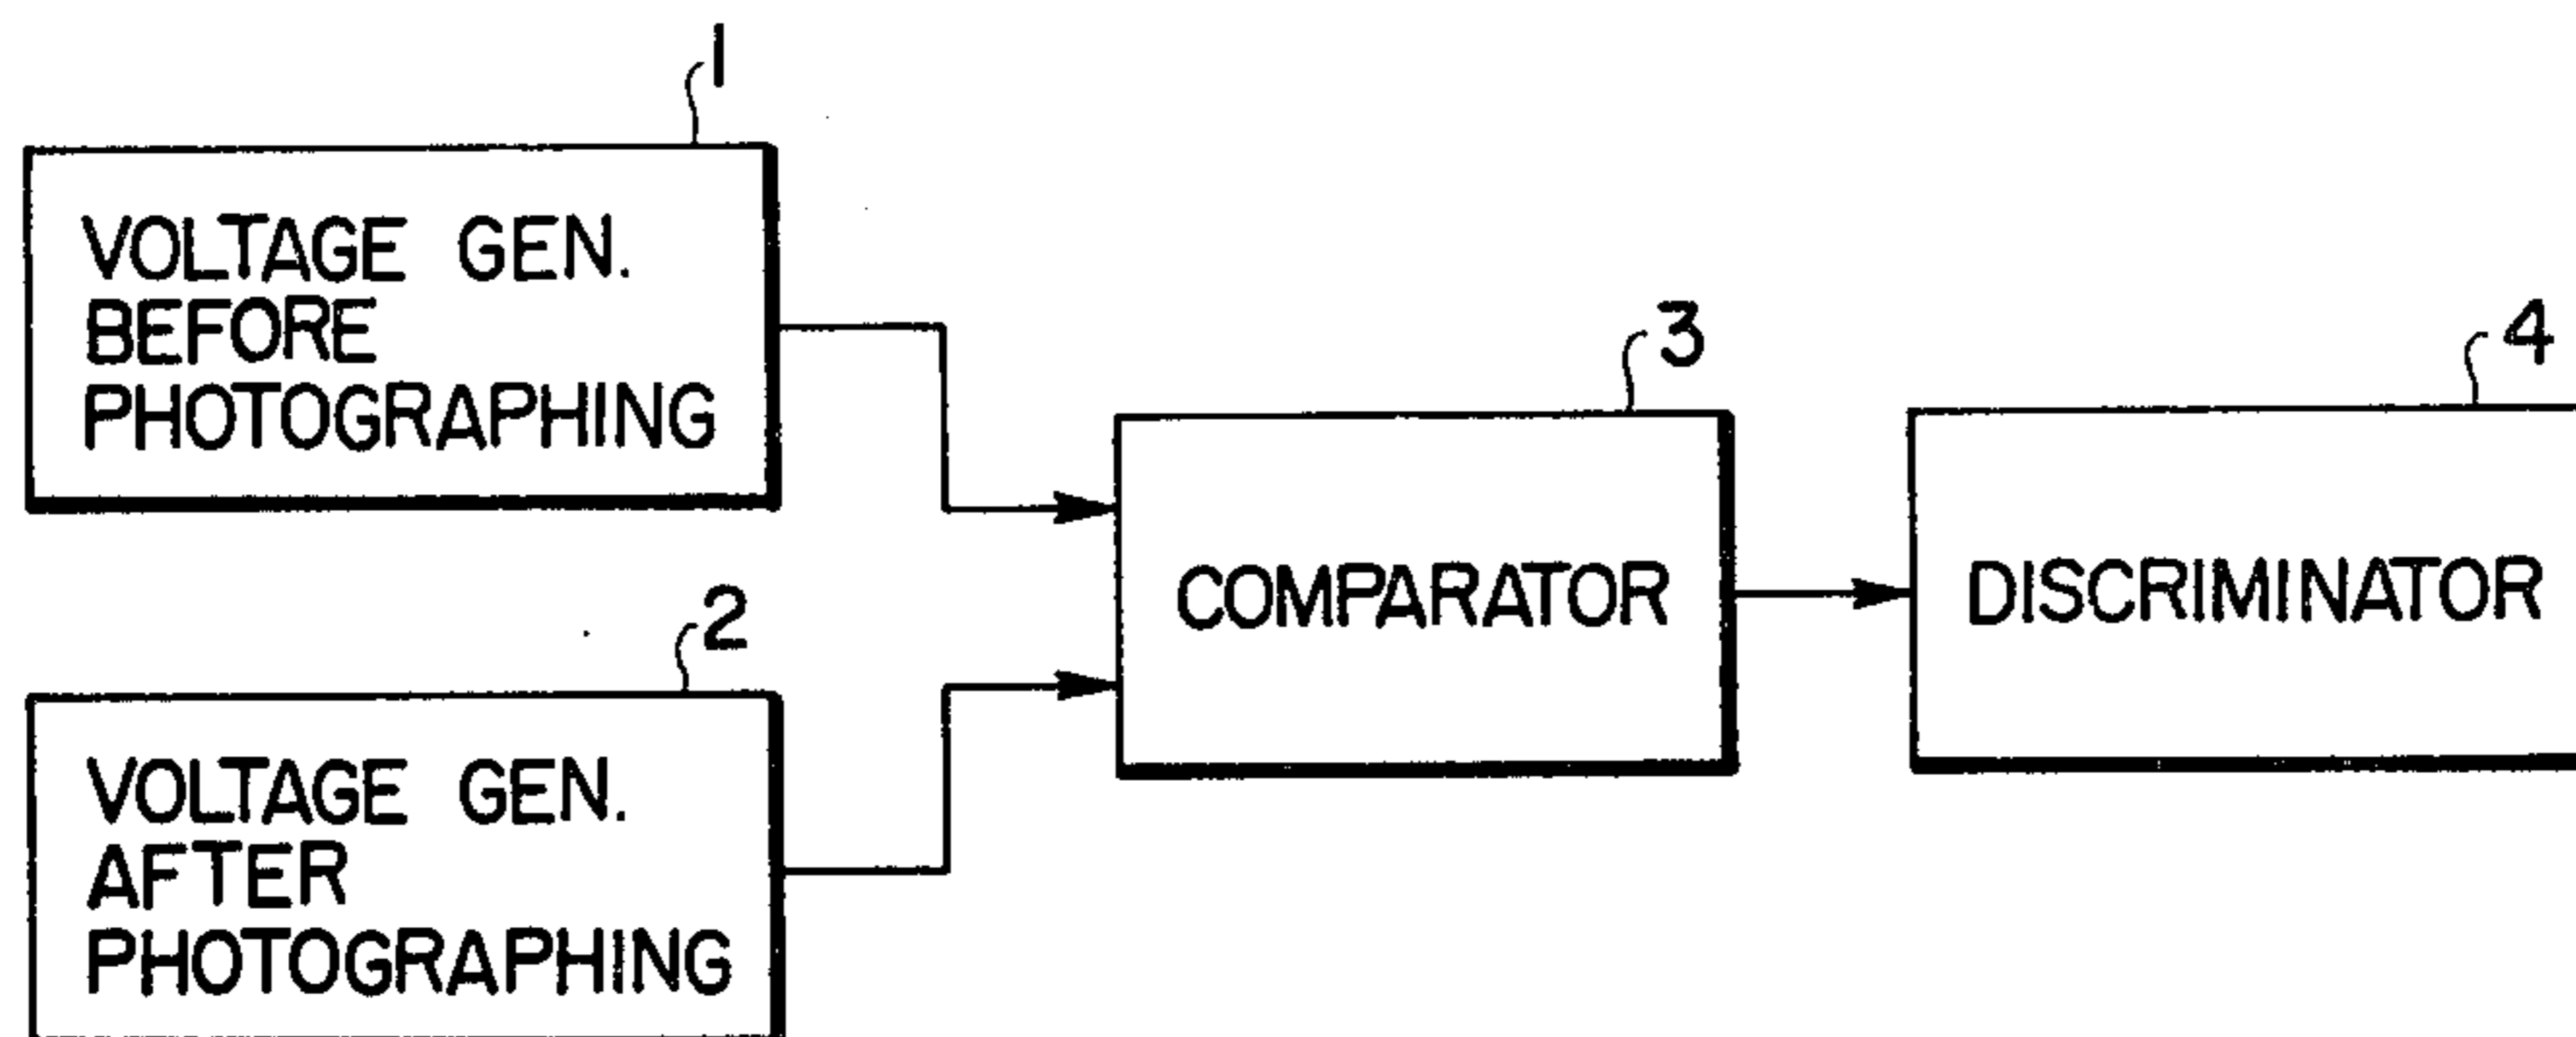 1
VOLTAGE GEN.
BEFORE
PHOTOGRAPHING
2
VOLTAGE GEN.
AFTER
PHOTOGRAPHING
3
COMPARATOR
4
DISCRIMINATOR